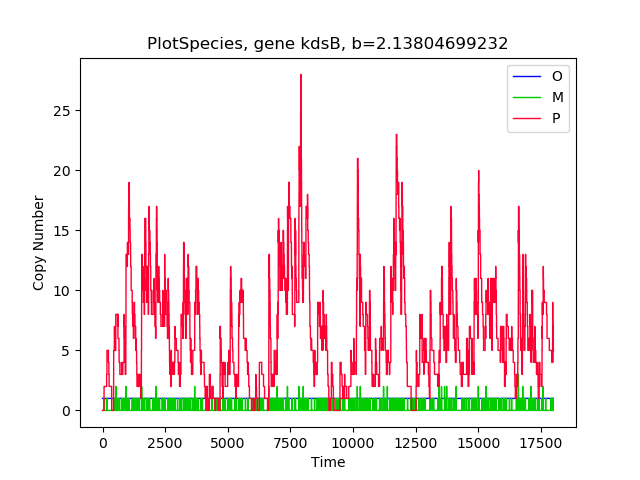 PlotSpecies, gene kdsB, b=2.13804699232
O
M
P
25
20
15
10
5
0
Copy Number
0 2500 5000 7500 10000 12500 15000 17500
Time